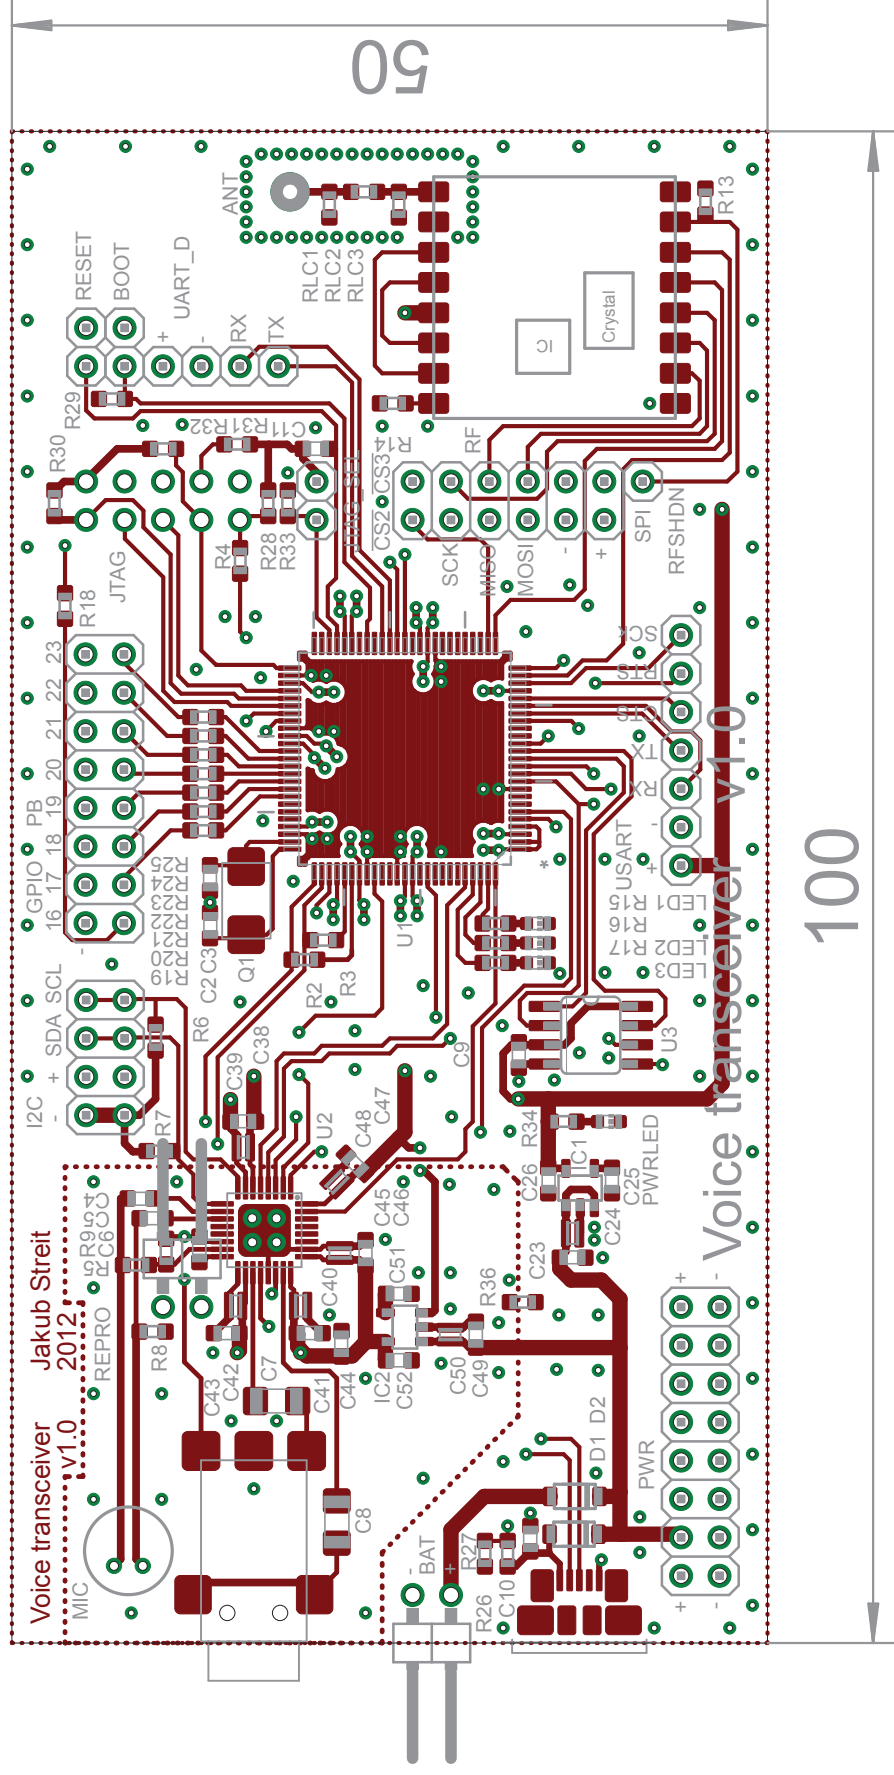 50
100
ANT
RLC1
RLC2
RLC3
R13
IC
Crystal
RESET
BOOT
UART_D
+
-
RX
TX
R29
R30
R32
R31
C11
R14
RF
CS2
CS3
JTAG_SEL
SCK
MISO
MOSI
-
+
SPI
RFSHDN
JTAG
R4
R28
R33
R18
23
22
21
20
19
18
17
16
-
GPIO
PB
SCK
RTS
CTS
TX
RX
-
+
USART
R25
R24
R23
R22
R21
R20
R19
C2
C3
Q1
R2
R3
U1
*
LED1
R15
R16
LED2
R17
LED3
SCL
SDA
+
-
I2C
R6
R7
C39
C38
U2
C9
U3
C48
C47
R34
IC1
C26
C25
PWRLED
C24
C23
C45
C46
C40
C51
R36
C4
C5
R9
C6
R5
REPRO
R8
C43
C42
C7
C41
C44
IC2
C52
C50
C49
Jakub Streit
2012
Voice transceiver
v1.0
Voice transceiver v1.0
MIC
C8
-
BAT
+
R27
R26
C10
D1
D2
PWR
+
-
+
-